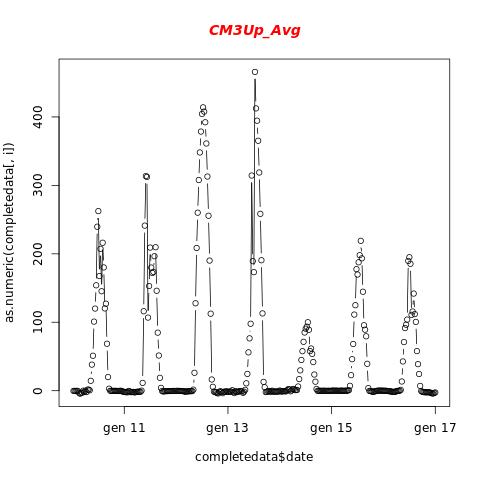 CM3Up_Avg
as.numeric(completedata[, i])
400
300
200
100
0
gen 11
gen 13
gen 15
gen 17
completedata$date